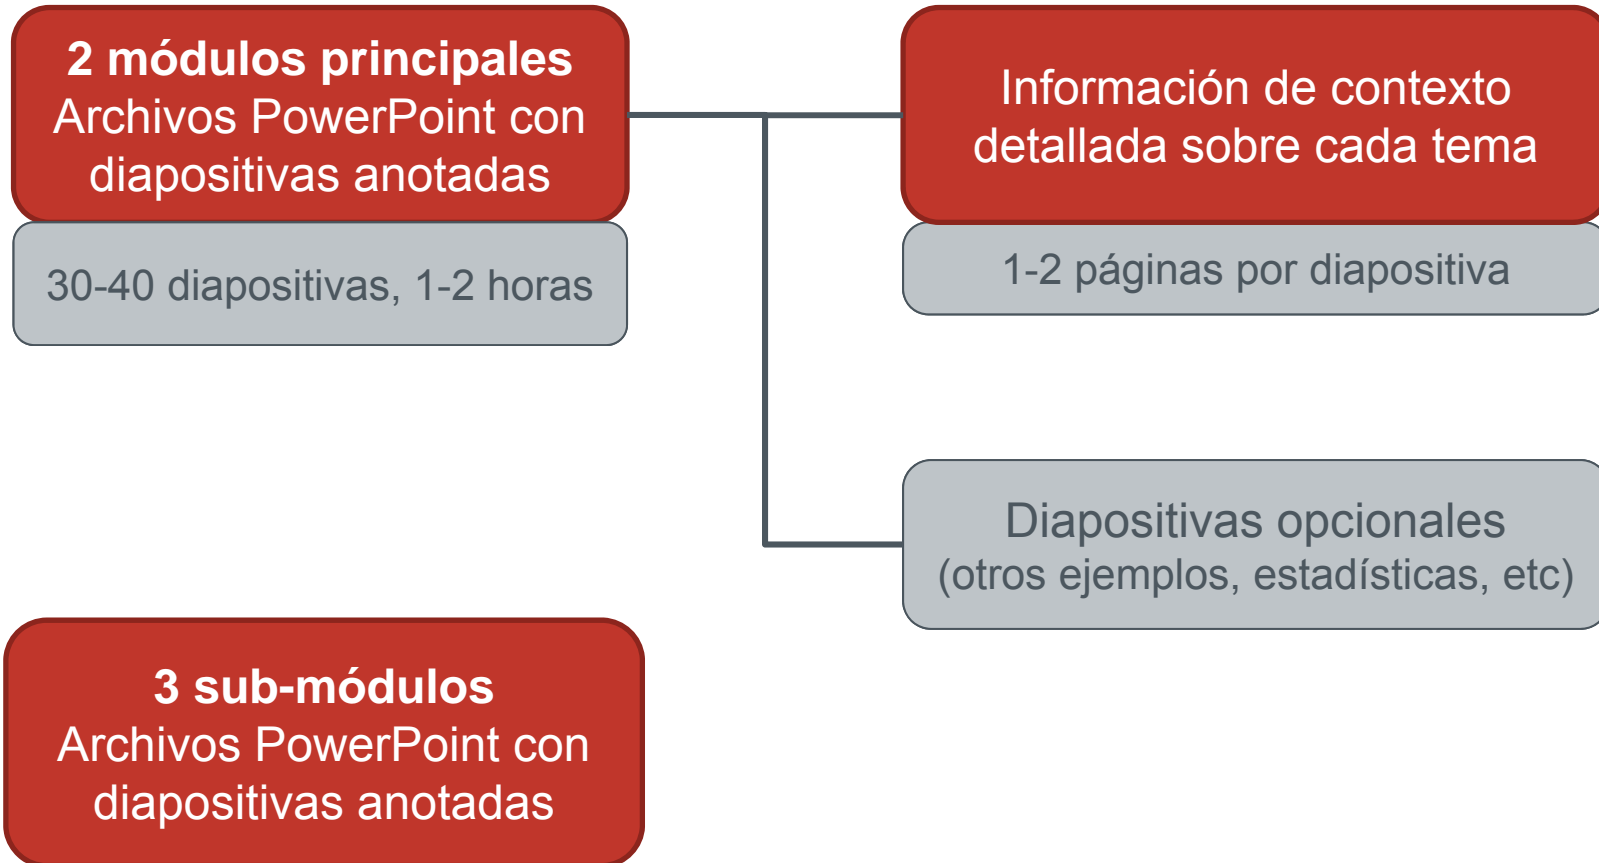 2 módulos principales
Archivos PowerPoint con
diapositivas anotadas
30-40 diapositivas, 1-2 horas
Información de contexto
detallada sobre cada tema
1-2 páginas por diapositiva
Diapositivas opcionales
(otros ejemplos, estadísticas, etc)
3 sub-módulos
Archivos PowerPoint con
diapositivas anotadas